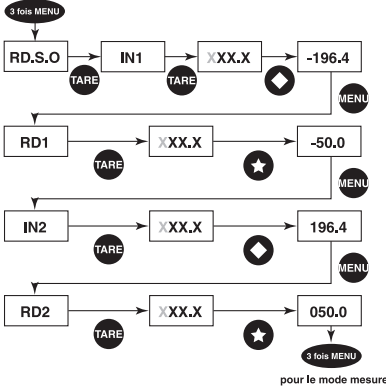 3 fois MENU
RD.S.O IN1 XXX.X -196.4
TARE TARE
MENU
RD1 XXX.X -50.0
TARE
MENU
IN2 XXX.X 196.4
TARE
MENU
RD2 XXX.X 050.0
TARE
3 fois MENU
pour le mode mesure